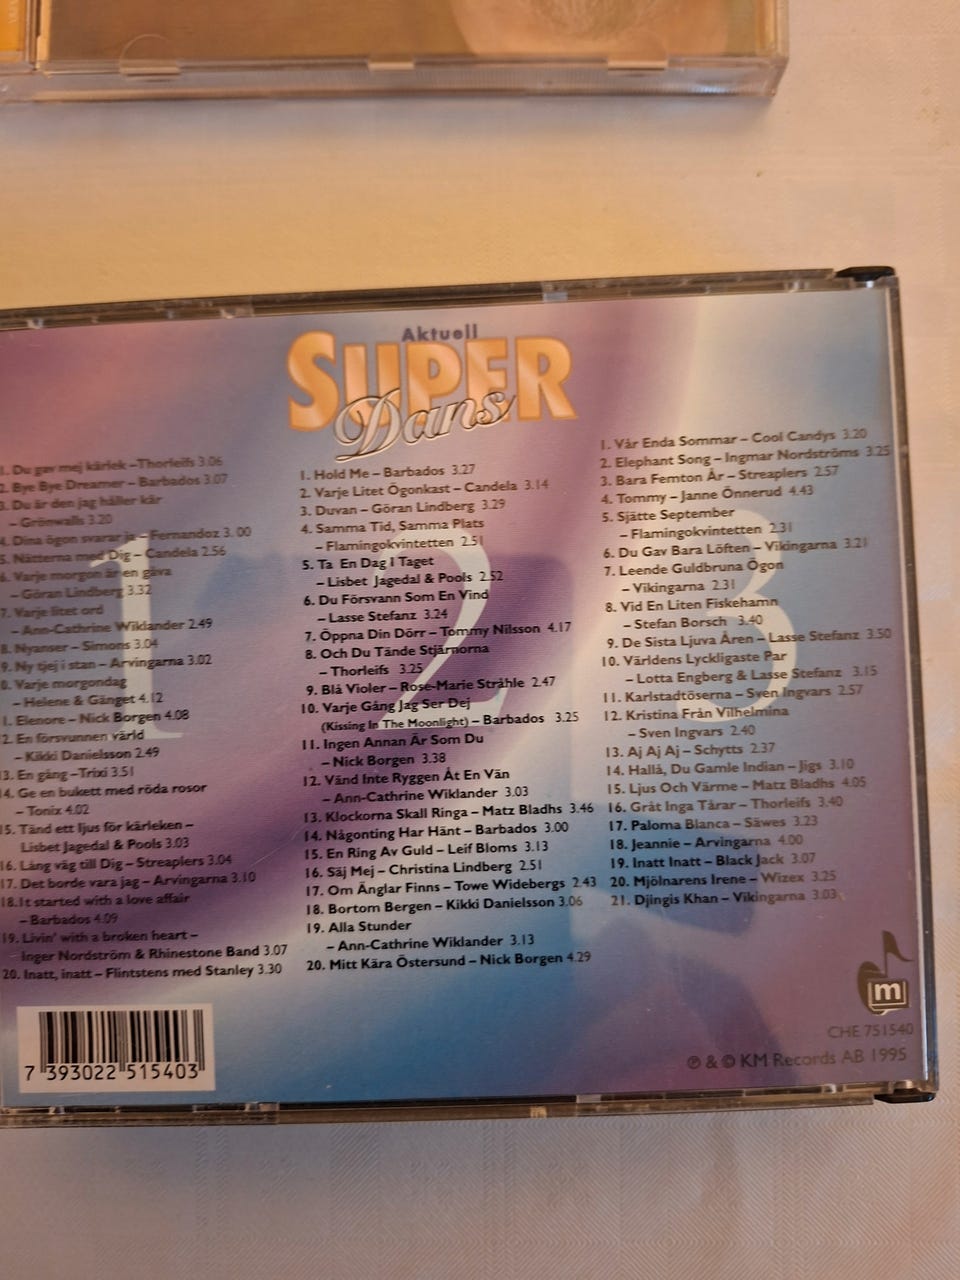 Aktuell
SUPER
Dans
1. Du gav mej kärlek –Thorleifs 3.06
2. Bye Bye Dreamer – Barbados 3.07
3. Du är den jag håller kär
– Grönwalls 3.20
4. Dina ögon svarar ja – Fernandoz 3.00
5. Nätterna med Dig – Candela 2.56
6. Varje morgon är en gåva
– Göran Lindberg 3.32
7. Varje litet ord
– Ann-Cathrine Wiklander 2.49
8. Nyanser – Simons 3.04
9. Ny tjej i stan – Arvingarna 3.02
0. Varje morgondag
– Helene & Gänget 4.12
1. Elenore – Nick Borgen 4.08
2. En försvunnen värld
– Kikki Danielsson 2.49
13. En gång –Trixi 3.51
14. Ge en bukett med röda rosor
– Tonix 4.02
15. Tänd ett ljus för kärleken –
Lisbet Jagedal & Pools 3.03
16. Lång väg till Dig – Streaplers 3.04
17. Det borde vara jag – Arvingarna 3.10
18. It started with a love affair
– Barbados 4.09
19. Livin' with a broken heart –
Inger Nordström & Rhinestone Band 3.07
20. Inatt, inatt – Flintstens med Stanley 3.30
1
1. Hold Me – Barbados 3.27
2. Varje Litet Ögonkast – Candela 3.14
3. Duvan – Göran Lindberg 3.29
4. Samma Tid, Samma Plats
– Flamingokvintetten 2.51
5. Ta En Dag I Taget
– Lisbet Jagedal & Pools 2.52
6. Du Försvann Som En Vind
– Lasse Stefanz 3.24
7. Öppna Din Dörr – Tommy Nilsson 4.17
8. Och Du Tände Stjärnorna
– Thorleifs 3.25
9. Blå Violer – Rose-Marie Stråhle 2.47
10. Varje Gång Jag Ser Dej
(Kissing In The Moonlight) – Barbados 3.25
11. Ingen Annan Är Som Du
– Nick Borgen 3.38
12. Vänd Inte Ryggen Åt En Vän
– Ann-Cathrine Wiklander 3.03
13. Klockorna Skall Ringa – Matz Bladhs 3.46
14. Någonting Har Hänt – Barbados 3.00
15. En Ring Av Guld – Leif Bloms 3.13
16. Säj Mej – Christina Lindberg 2.51
17. Om Änglar Finns – Towe Widebergs 2.43
18. Bortom Bergen – Kikki Danielsson 3.06
19. Alla Stunder
– Ann-Cathrine Wiklander 3.13
20. Mitt Kära Östersund – Nick Borgen 4.29
2
1. Vår Enda Sommar – Cool Candys 3.20
2. Elephant Song – Ingmar Nordströms 3.25
3. Bara Femton År – Streaplers 2.57
4. Tommy – Janne Önnerud 4.43
5. Sjätte September
– Flamingokvintetten 2.31
6. Du Gav Bara Löften – Vikingarna 3.21
7. Leende Guldbruna Ögon
– Vikingarna 2.31
8. Vid En Liten Fiskehamn
– Stefan Borsch 3.40
9. De Sista Ljuva Åren – Lasse Stefanz 3.50
10. Världens Lyckligaste Par
– Lotta Engberg & Lasse Stefanz 3.15
11. Karlstadtöserna – Sven Ingvars 2.57
12. Kristina Från Vilhelmina
– Sven Ingvars 2.40
13. Aj Aj Aj – Schytts 2.37
14. Hallå, Du Gamle Indian – Jigs 3.10
15. Ljus Och Värme – Matz Bladhs 4.05
16. Gråt Inga Tårar – Thorleifs 3.40
17. Paloma Blanca – Säwes 3.23
18. Jeannie – Arvingarna 4.00
19. Inatt Inatt – Black Jack 3.07
20. Mjölnarens Irene – Wizex 3.25
21. Djingis Khan – Vikingarna 3.03
3
m
CHE 751540
℗ & © KM Records AB 1995
7 393022 515403